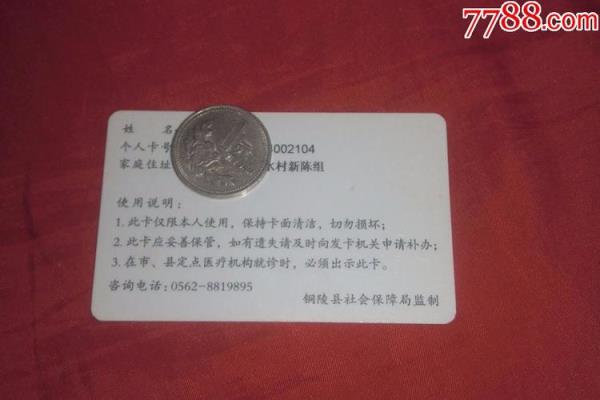 7788.com
姓 名
个人卡号 002104
家庭住址 水村新陈组
使用说明：
1. 此卡仅限本人使用，保持卡面清洁，切勿损坏；
2. 此卡应妥善保管，如有遗失请及时向发卡机关申请补办；
3. 在市、县定点医疗机构就诊时，必须出示此卡。
咨询电话：0562-8819895
铜陵县社会保障局监制